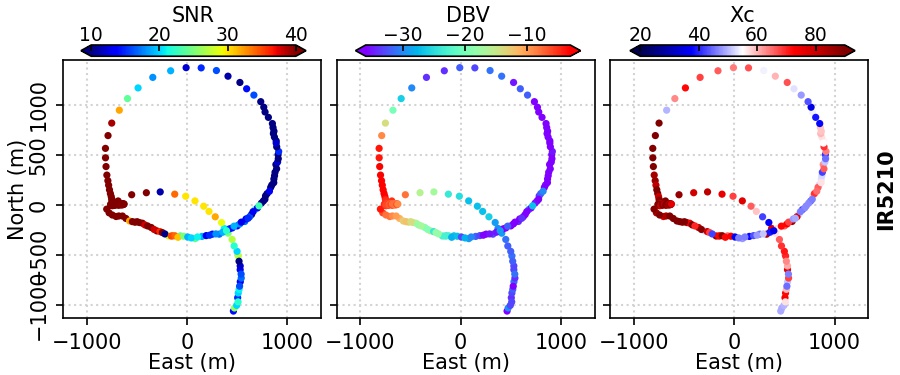 SNR DBV Xc
10 20 30 40 −30 −20 −10 20 40 60 80
1000
500
0
−500
−1000
North (m)
IR5210
−1000 0 1000 −1000 0 1000 −1000 0 1000
East (m) East (m) East (m)